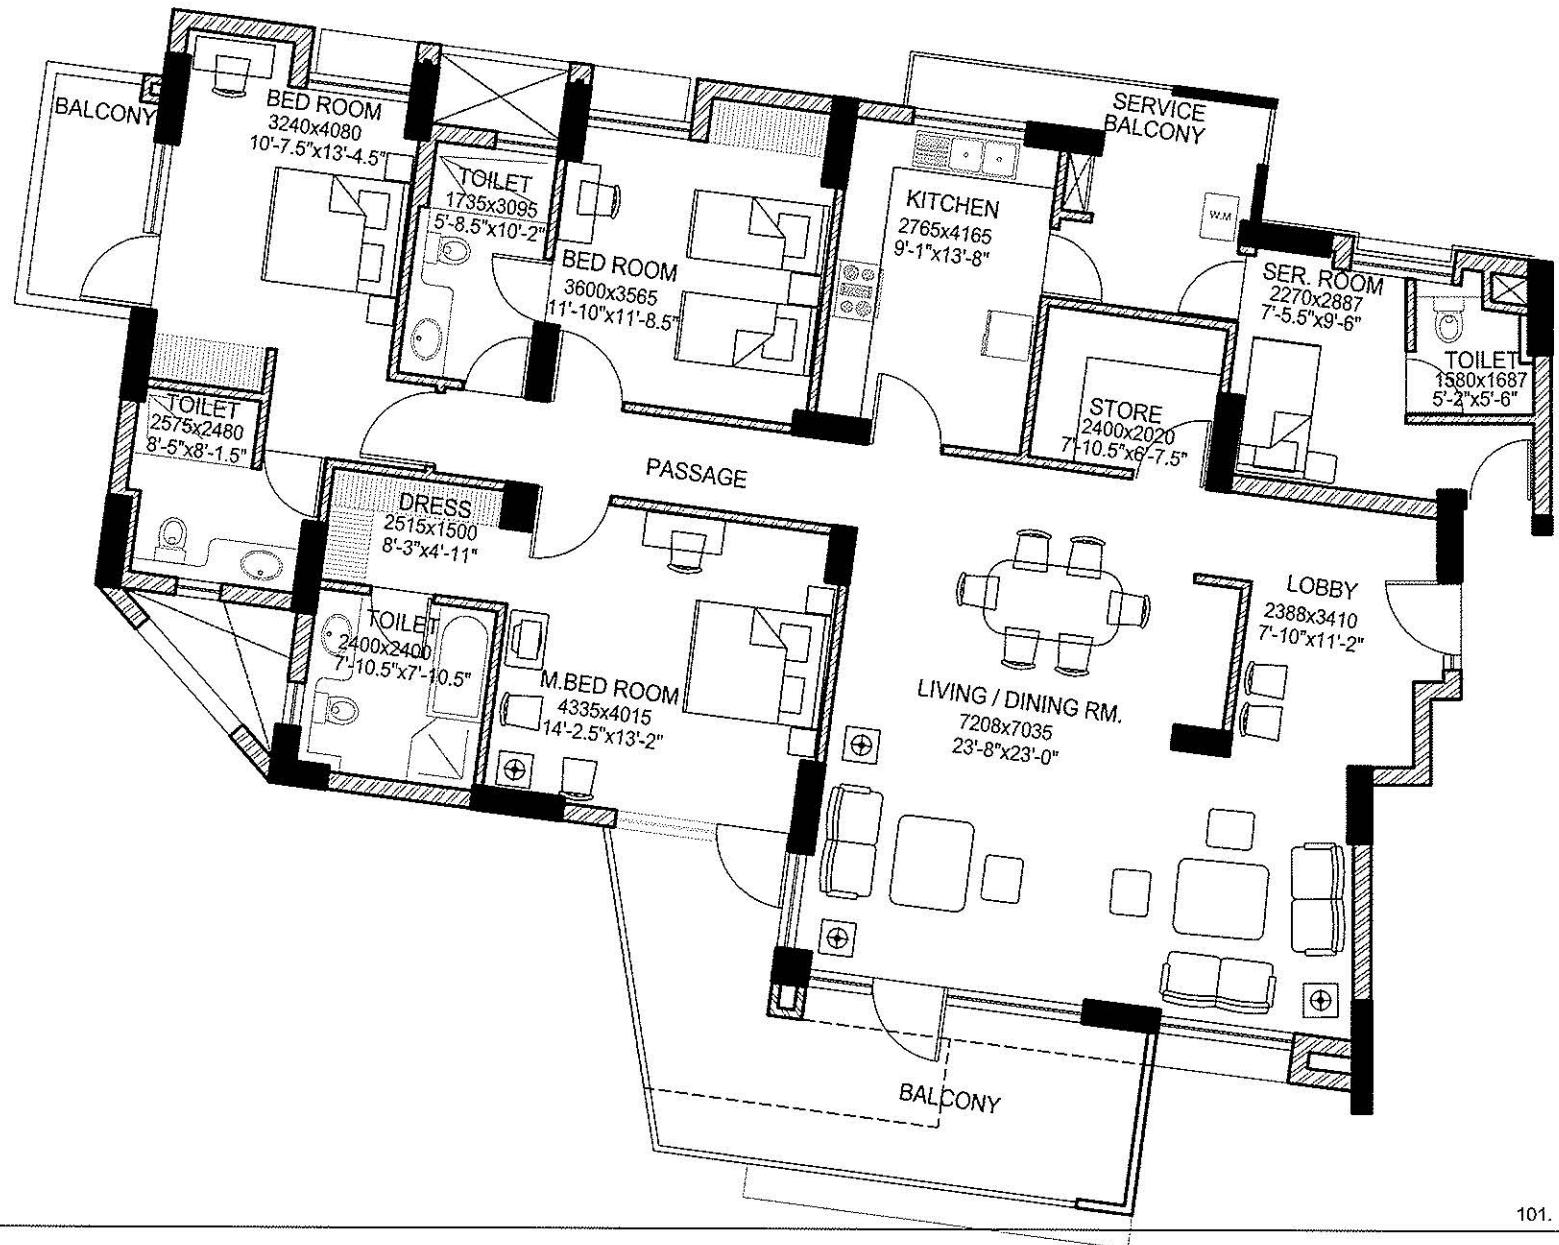 BALCONY
BED ROOM
3240x4080
10'-7.5"x13'-4.5"
TOILET
1735x3095
5'-8.5"x10'-2"
BED ROOM
3600x3565
11'-10"x11'-8.5"
KITCHEN
2765x4165
9'-1"x13'-8"
SERVICE
BALCONY
W.M
SER. ROOM
2270x2887
7'-5.5"x9'-6"
TOILET
1580x1687
5'-2"x5'-6"
STORE
2400x2020
7'-10.5"x6'-7.5"
TOILET
2575x2480
8'-5"x8'-1.5"
PASSAGE
DRESS
2515x1500
8'-3"x4'-11"
LOBBY
2388x3410
7'-10"x11'-2"
TOILET
2400x2400
7'-10.5"x7'-10.5"
M.BED ROOM
4335x4015
14'-2.5"x13'-2"
LIVING / DINING RM.
7208x7035
23'-8"x23'-0"
BALCONY
101.